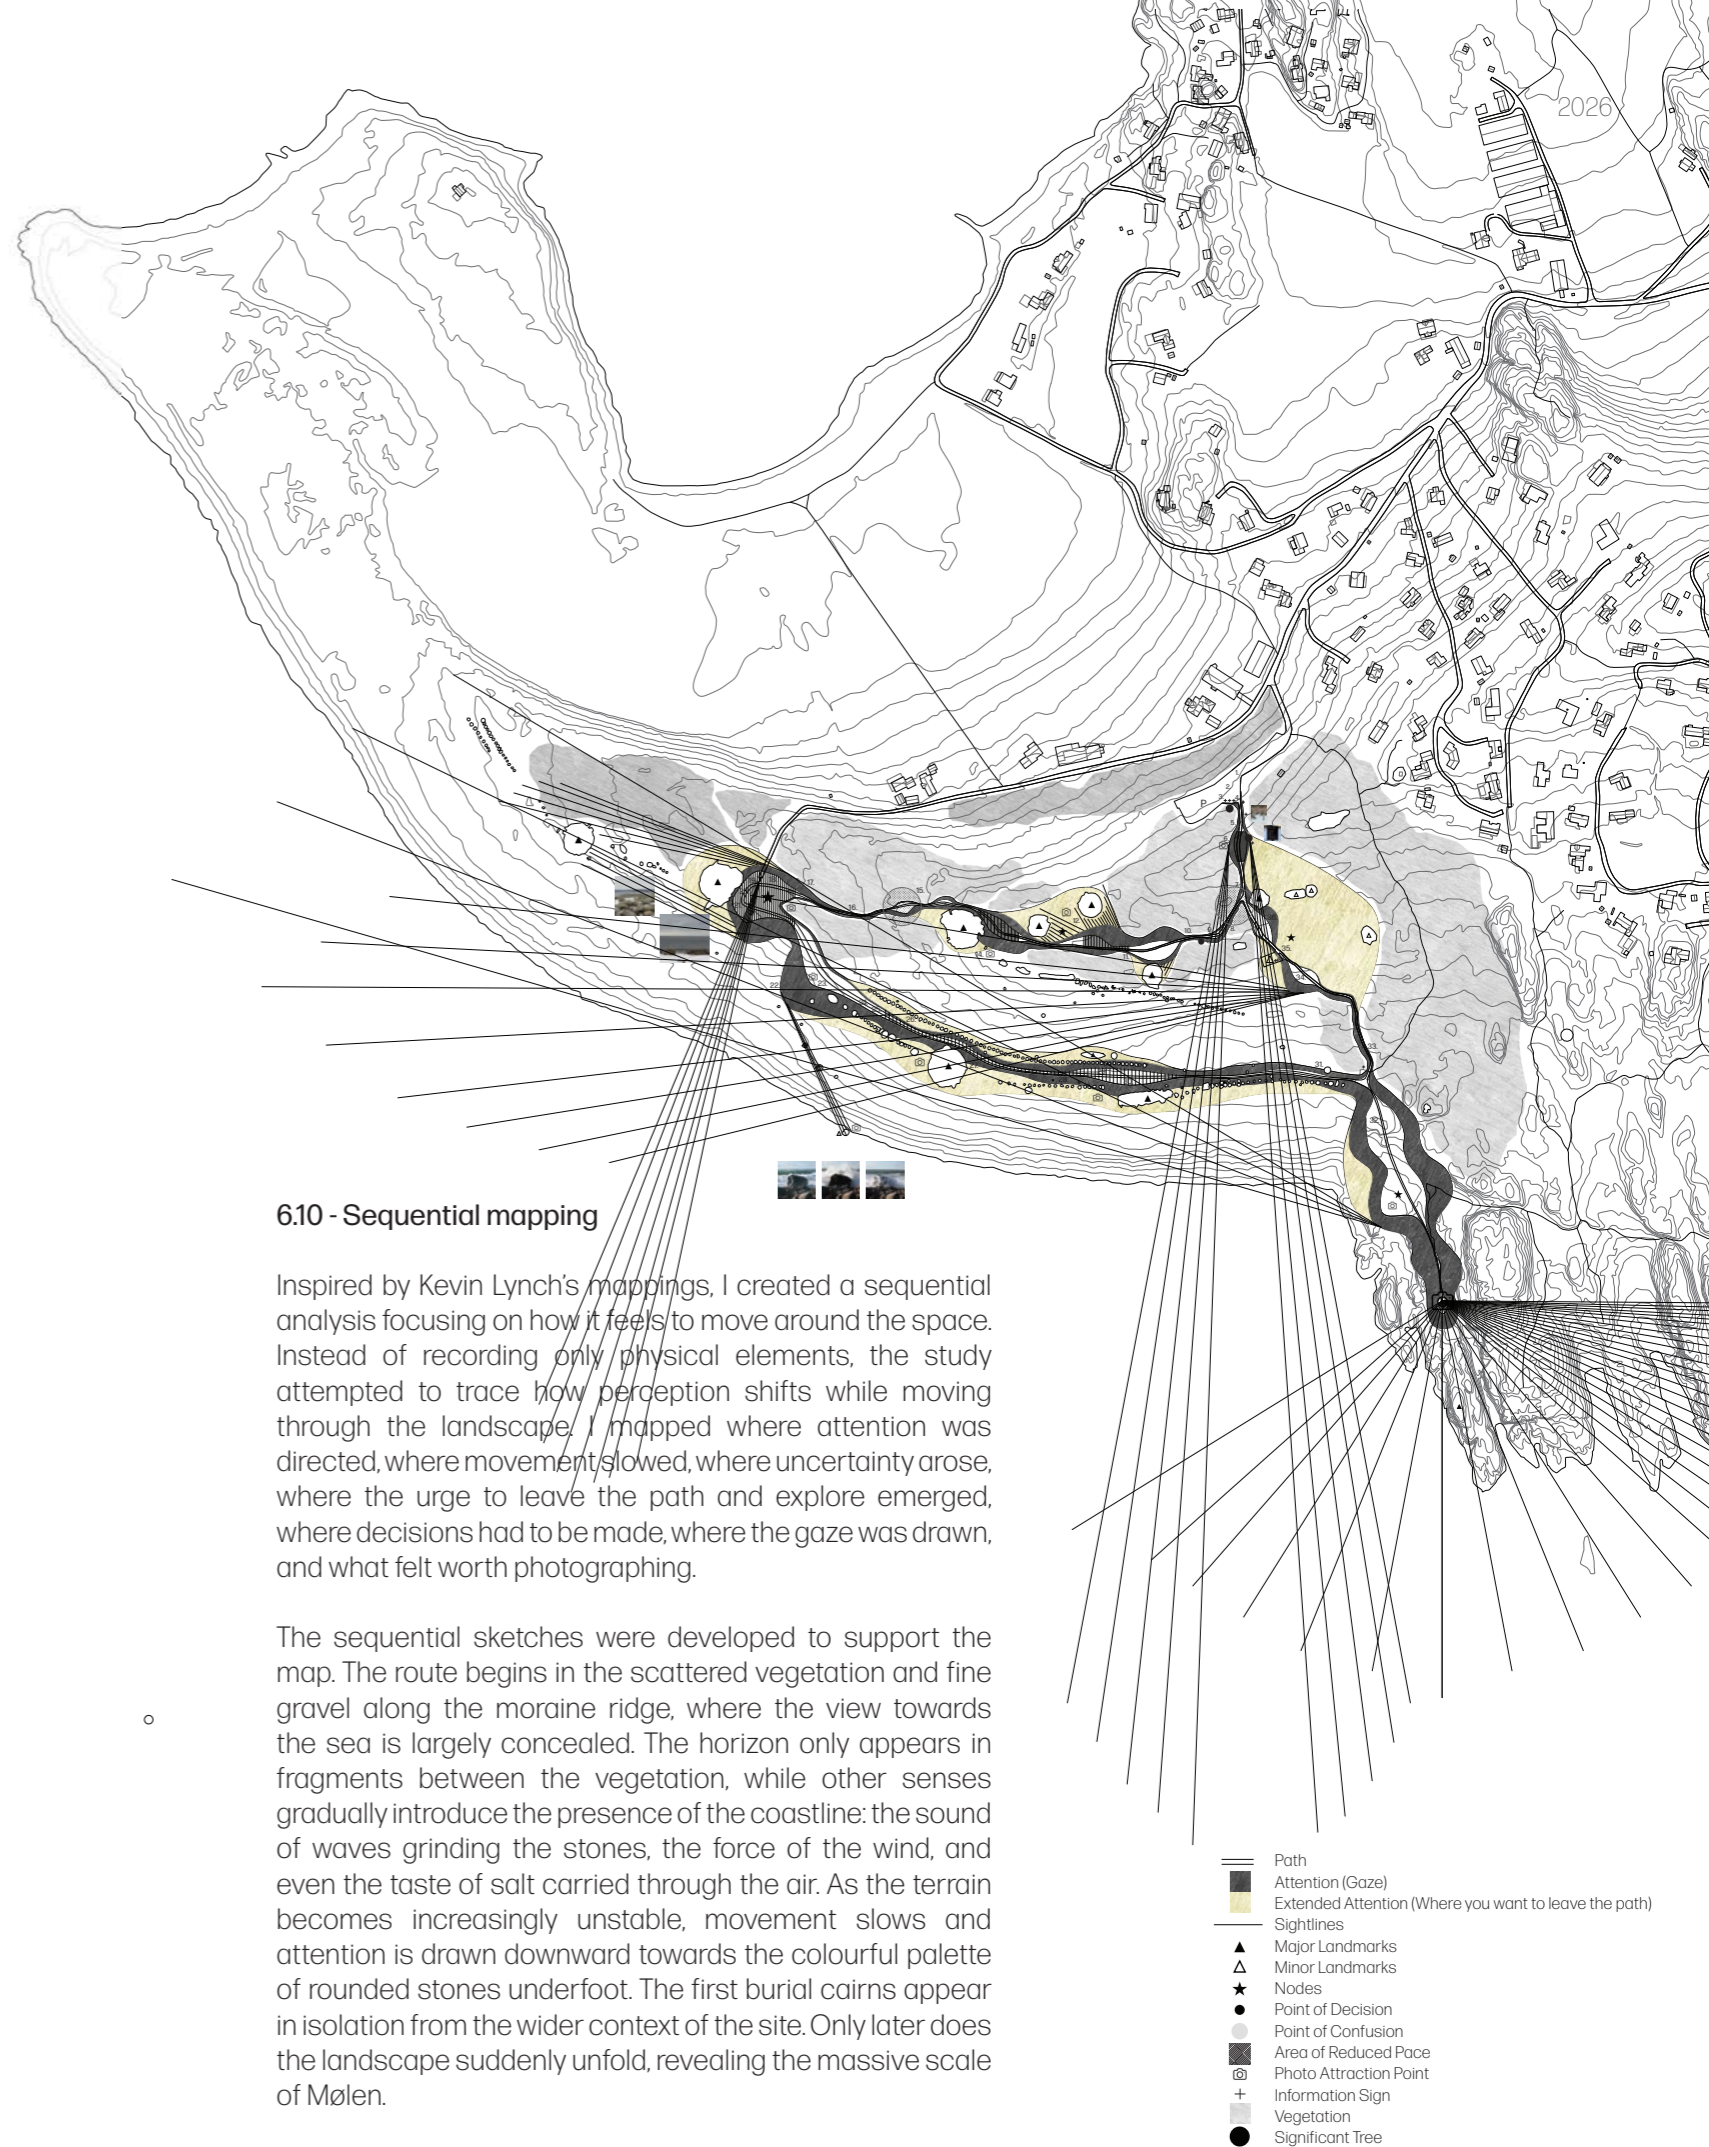 2026
P
6.10 - Sequential mapping
Inspired by Kevin Lynch's mappings, I created a sequential
analysis focusing on how it feels to move around the space.
Instead of recording only physical elements, the study
attempted to trace how perception shifts while moving
through the landscape. I mapped where attention was
directed, where movement slowed, where uncertainty arose,
where the urge to leave the path and explore emerged,
where decisions had to be made, where the gaze was drawn,
and what felt worth photographing.
The sequential sketches were developed to support the
map. The route begins in the scattered vegetation and fine
gravel along the moraine ridge, where the view towards
the sea is largely concealed. The horizon only appears in
fragments between the vegetation, while other senses
gradually introduce the presence of the coastline: the sound
of waves grinding the stones, the force of the wind, and
even the taste of salt carried through the air. As the terrain
becomes increasingly unstable, movement slows and
attention is drawn downward towards the colourful palette
of rounded stones underfoot. The first burial cairns appear
in isolation from the wider context of the site. Only later does
the landscape suddenly unfold, revealing the massive scale
of Mølen.
Path
Attention (Gaze)
Extended Attention (Where you want to leave the path)
Sightlines
Major Landmarks
Minor Landmarks
Nodes
Point of Decision
Point of Confusion
Area of Reduced Pace
Photo Attraction Point
Information Sign
Vegetation
Significant Tree